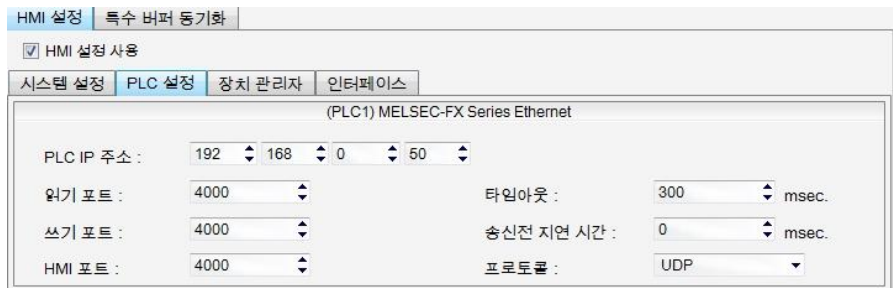 HMI 설정 특수 버퍼 동기화
HMI 설정 사용
시스템 설정 PLC 설정 장치 관리자 인터페이스
(PLC1) MELSEC-FX Series Ethernet
PLC IP 주소 : 192 168 0 50
읽기 포트 : 4000 타임아웃 : 300 msec.
쓰기 포트 : 4000 송신전 지연 시간 : 0 msec.
HMI 포트 : 4000 프로토콜 : UDP